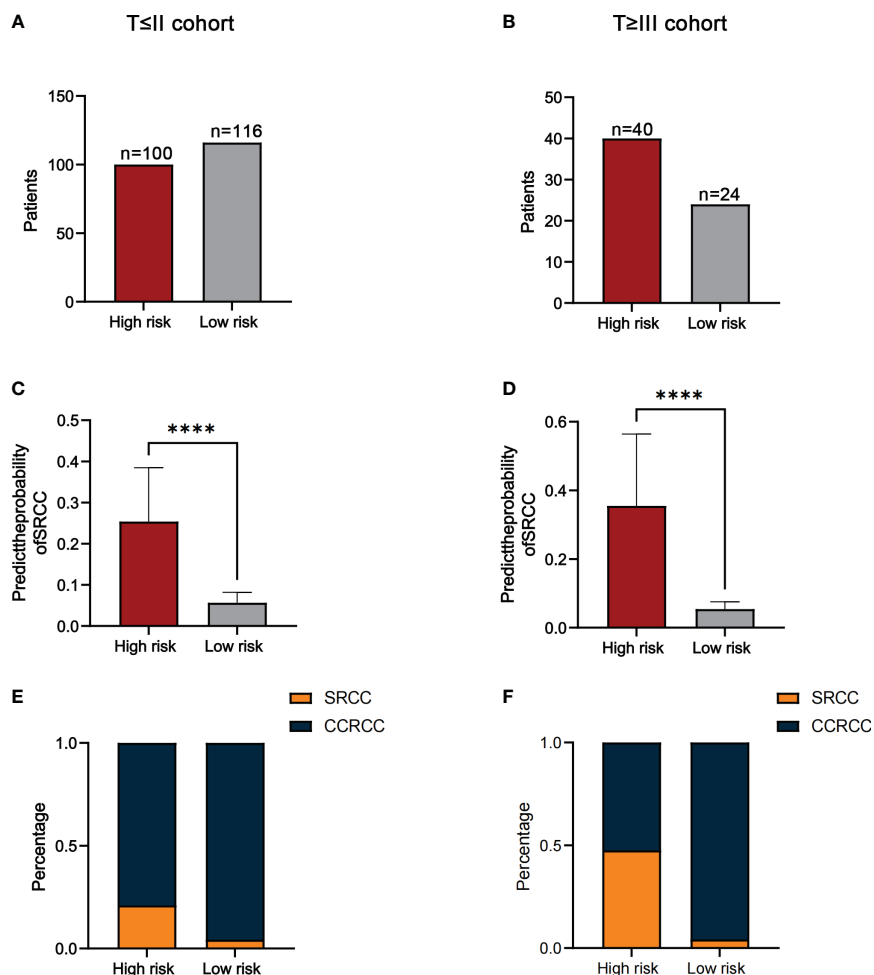 A
T≤II cohort
150
100
50
0
Patients
n=100
n=116
High risk
Low risk
B
T≥III cohort
50
40
30
20
10
0
Patients
n=40
n=24
High risk
Low risk
C
0.5
0.4
0.3
0.2
0.1
0.0
Predicttheprobability
ofSRCC
****
High risk
Low risk
D
0.6
0.4
0.2
0.0
Predicttheprobability
ofSRCC
****
High risk
Low risk
E
SRCC
CCRCC
1.0
0.5
0.0
Percentage
High risk
Low risk
F
SRCC
CCRCC
1.0
0.5
0.0
Percentage
High risk
Low risk